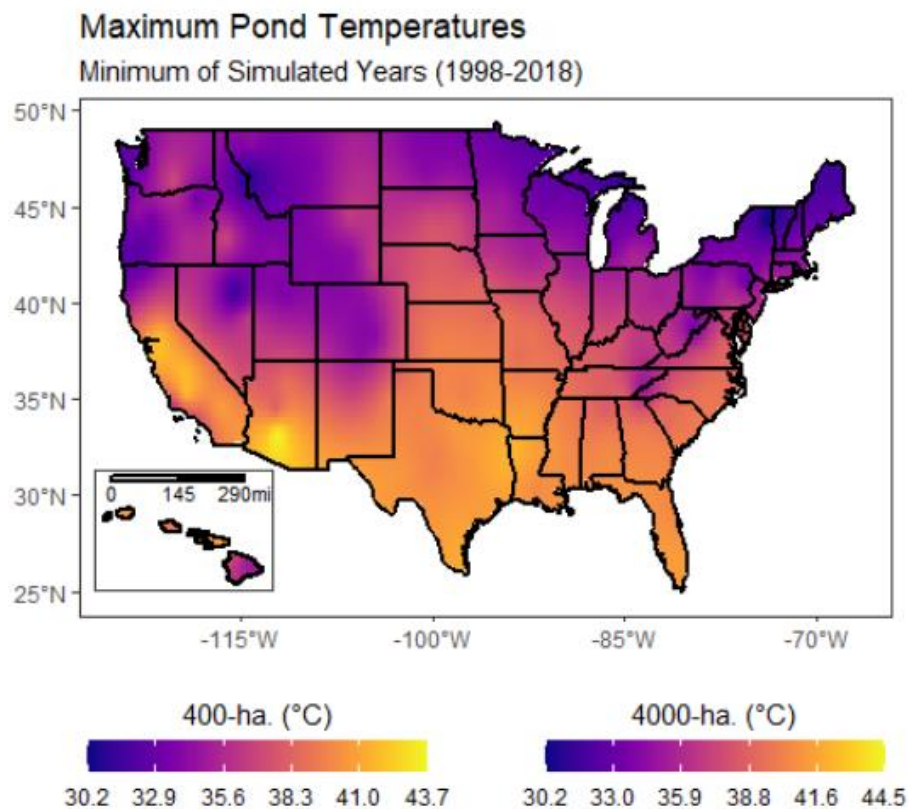 Maximum Pond Temperatures
Minimum of Simulated Years (1998-2018)
50°N
45°N
40°N
35°N
30°N
25°N
0 145 290mi
-115°W -100°W -85°W -70°W
400-ha. (°C) 4000-ha. (°C)
30.2 32.9 35.6 38.3 41.0 43.7 30.2 33.0 35.9 38.8 41.6 44.5